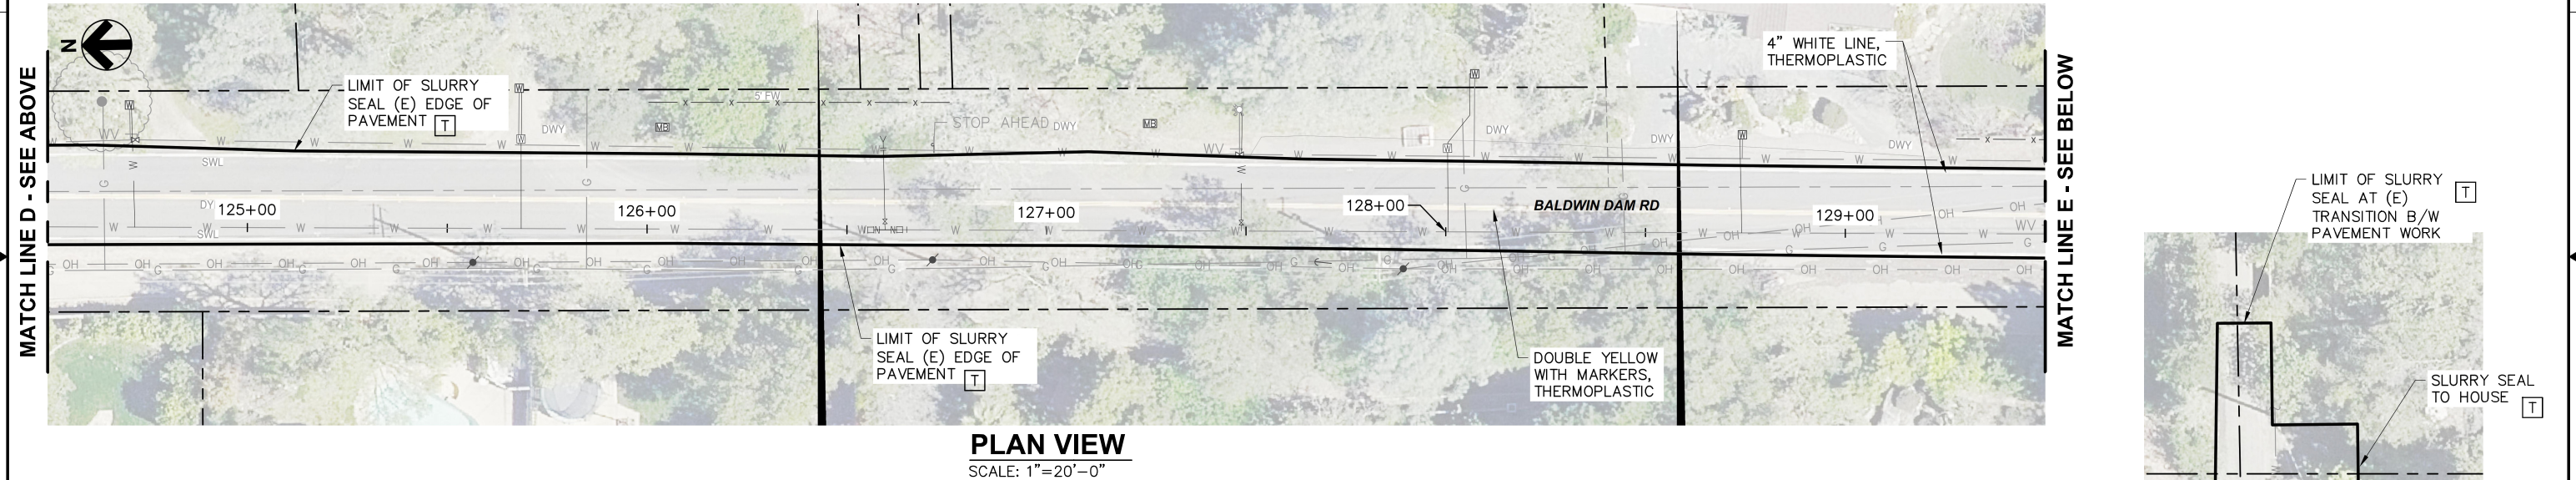 N
MATCH LINE D - SEE ABOVE
LIMIT OF SLURRY
SEAL (E) EDGE OF
PAVEMENT T
5' FW
STOP AHEAD
4" WHITE LINE,
THERMOPLASTIC
MATCH LINE E - SEE BELOW
DWY
MB
DWY
MB
DWY
DWY
DWY
WV
WV
SWL
DY
SWL
125+00
126+00
127+00
128+00
BALDWIN DAM RD
129+00
WV
LIMIT OF SLURRY
SEAL (E) EDGE OF
PAVEMENT T
DOUBLE YELLOW
WITH MARKERS,
THERMOPLASTIC
PLAN VIEW
SCALE: 1"=20'-0"
LIMIT OF SLURRY T
SEAL AT (E)
TRANSITION B/W
PAVEMENT WORK
SLURRY SEAL
TO HOUSE T